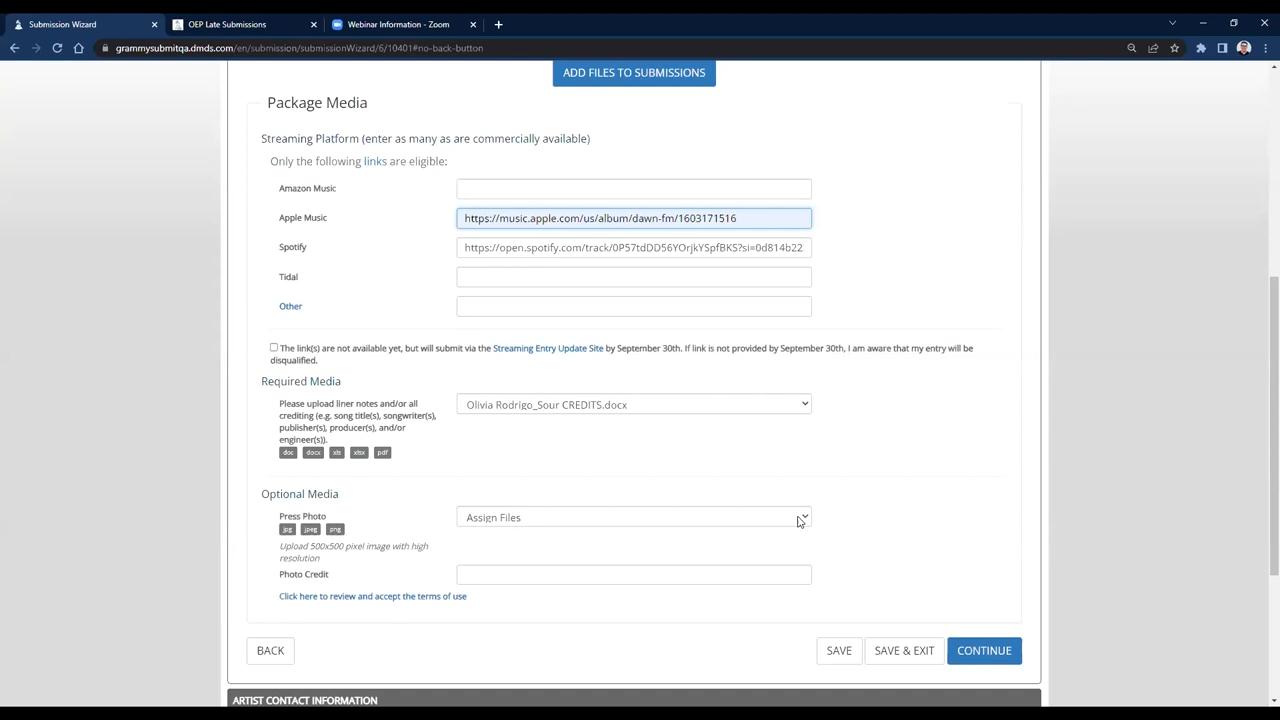 Submission Wizard
OEP Late Submissions
Webinar Information - Zoom
grammysubmitqa.dmds.com/en/submission/submissionWizard/6/10401#no-back-button
ADD FILES TO SUBMISSIONS
Package Media
Streaming Platform (enter as many as are commercially available)
Only the following links are eligible:
Amazon Music
Apple Music https://music.apple.com/us/album/dawn-fm/1603171516
Spotify https://open.spotify.com/track/0P57tdDD56YOrjkYSpfBKS?si=0d814b22
Tidal
Other
The link(s) are not available yet, but will submit via the Streaming Entry Update Site by September 30th. If link is not provided by September 30th, I am aware that my entry will be
disqualified.
Required Media
Please upload liner notes and/or all
crediting (e.g. song title(s), songwriter(s),
publisher(s), producer(s), and/or
engineer(s)).
Olivia Rodrigo_Sour CREDITS.docx
doc docx xls xlsx pdf
Optional Media
Press Photo Assign Files
jpg jpeg png
Upload 500x500 pixel image with high
resolution
Photo Credit
Click here to review and accept the terms of use
BACK SAVE SAVE & EXIT CONTINUE
ARTIST CONTACT INFORMATION